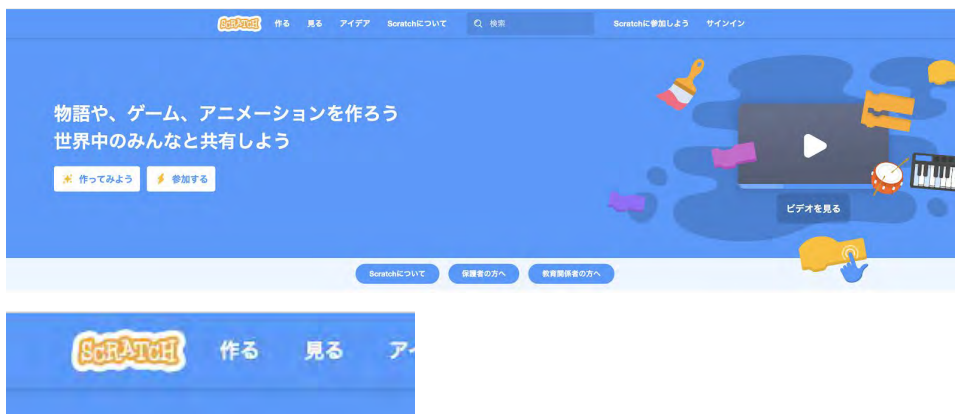 SCRATCH 作る 見る アイデア Scratchについて 検索 Scratchに参加しよう サインイン
物語や、ゲーム、アニメーションを作ろう
世界中のみんなと共有しよう
作ってみよう 参加する
ビデオを見る
Scratchについて 保護者の方へ 教育関係者の方へ
SCRATCH 作る 見る ア